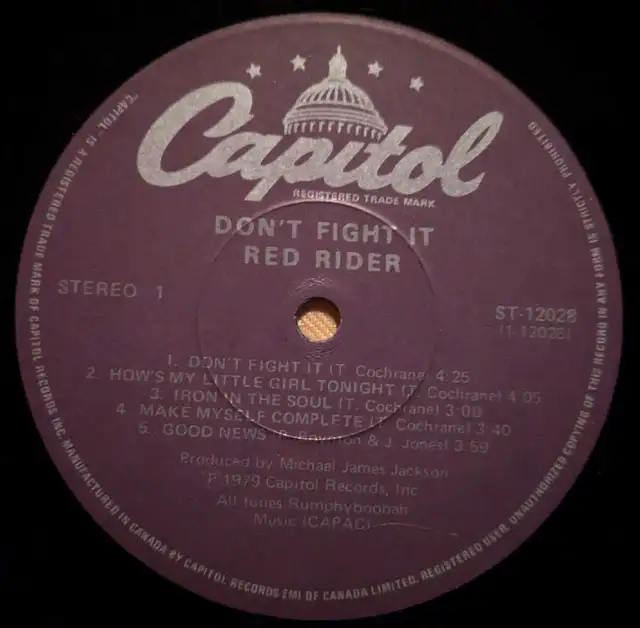 Capitol
REGISTERED TRADE MARK
DON'T FIGHT IT
RED RIDER
STEREO 1
ST-12028
(1-12028)
1. DON'T FIGHT IT (T. Cochrane) 4:25
2. HOW'S MY LITTLE GIRL TONIGHT (T. Cochrane) 4:05
3. IRON IN THE SOUL (T. Cochrane) 3:00
4. MAKE MYSELF COMPLETE (T. Cochrane) 3:40
5. GOOD NEWS & J. Jones) 3:59
Produced by Michael James Jackson
℗ 1979 Capitol Records, Inc
All tunes Rumphyboobah
Music (CAPAC)
"CAPITOL" IS A REGISTERED TRADE MARK OF CAPITOL RECORDS INC. MANUFACTURED IN CANADA BY CAPITOL RECORDS EMI OF CANADA LIMITED. REGISTERED USER. UNAUTHORIZED COPYING OF THIS RECORD IN ANY FORM IS STRICTLY PROHIBITED